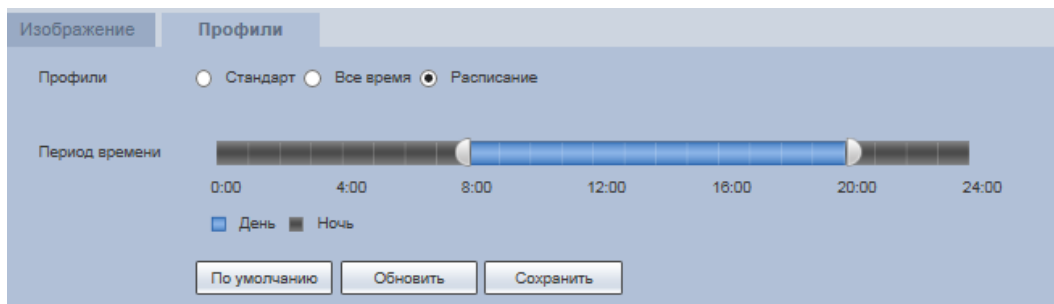 Изображение Профили
Профили Стандарт Все время Расписание
Период времени
0:00 4:00 8:00 12:00 16:00 20:00 24:00
День Ночь
По умолчанию Обновить Сохранить